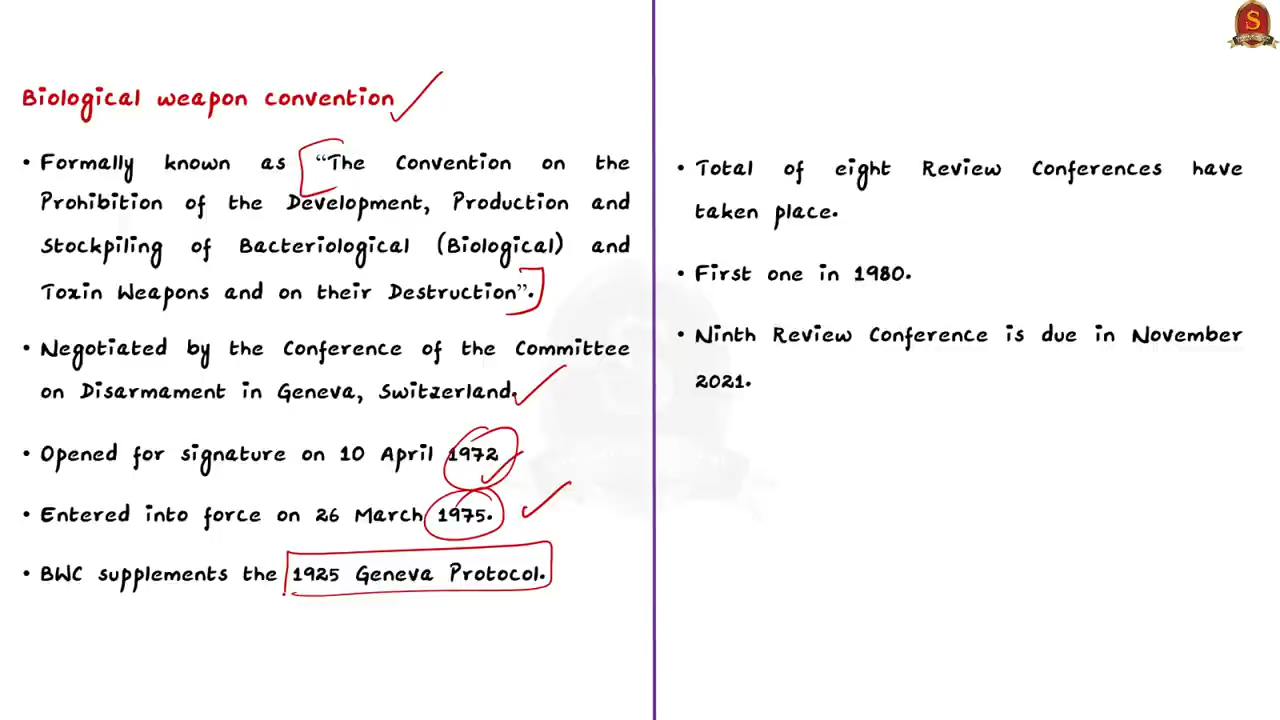 Biological weapon convention
• Formally known as “The Convention on the
Prohibition of the Development, Production and
Stockpiling of Bacteriological (Biological) and
Toxin Weapons and on their Destruction”.
• Negotiated by the Conference of the Committee
on Disarmament in Geneva, Switzerland.
• Opened for signature on 10 April 1972
• Entered into force on 26 March 1975.
• BWC supplements the 1925 Geneva Protocol.
S
• Total of eight Review Conferences have
taken place.
• First one in 1980.
• Ninth Review Conference is due in November
2021.